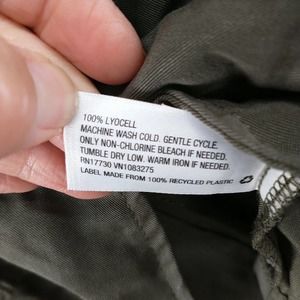 100% LYOCELL
MACHINE WASH COLD. GENTLE CYCLE.
ONLY NON-CHLORINE BLEACH IF NEEDED.
TUMBLE DRY LOW. WARM IRON IF NEEDED.
RN17730 VN1083275
LABEL MADE FROM 100% RECYCLED PLASTIC